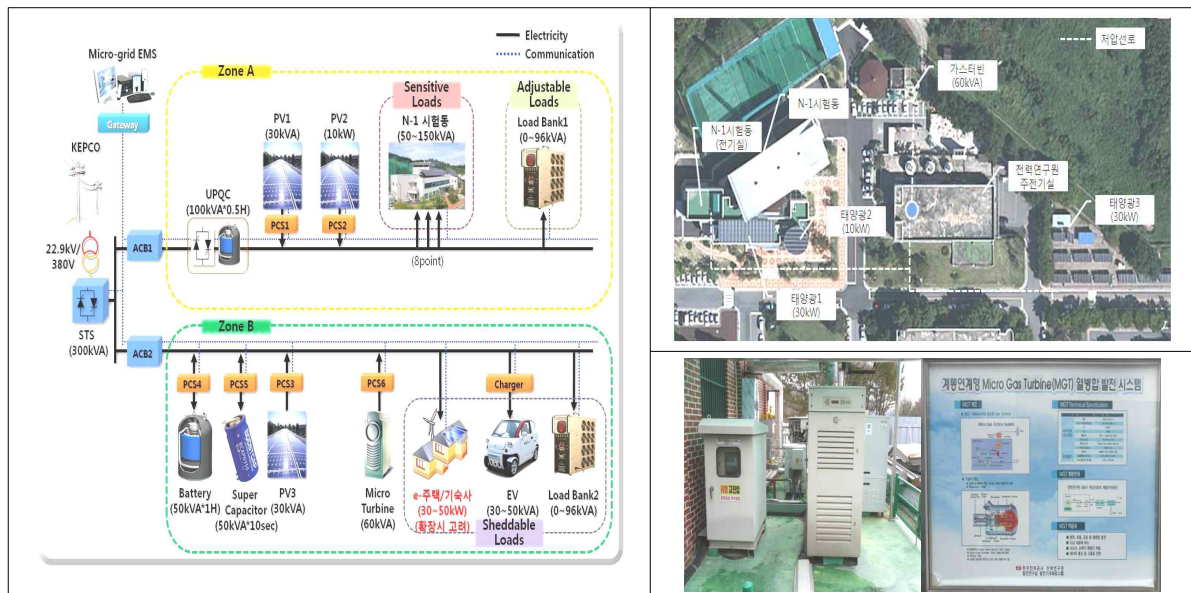 Electricity
Communication
Micro-grid EMS
Gateway
KEPCO
22.9kV/
380V
STS
(300kVA)
ACB1
ACB2
Zone A
UPQC
(100kVA*0.5H)
PV1
(30kVA)
PCS1
PV2
(10kW)
PCS2
Sensitive
Loads
N-1 시험동
(50~150kVA)
(8point)
Adjustable
Loads
Load Bank1
(0~96kVA)
Zone B
PCS4
PCS5
PCS3
PCS6
Charger
Battery
(50kVA*1H)
Super
Capacitor
(50kVA*10sec)
PV3
(30kVA)
Micro
Turbine
(60kVA)
e-주택/기숙사
(30~50kW)
(확장시 고려)
EV
(30~50kVA)
Load Bank2
(0~96kVA)
Sheddable
Loads
저압선로
가스터빈
(60kVA)
N-1시험동
N-1시험동
(전기실)
전력연구원
주전기실
태양광3
(30kW)
태양광2
(10kW)
태양광1
(30kW)
계통연계형 Micro Gas Turbine(MGT) 열병합 발전 시스템
MGT Technical Specification